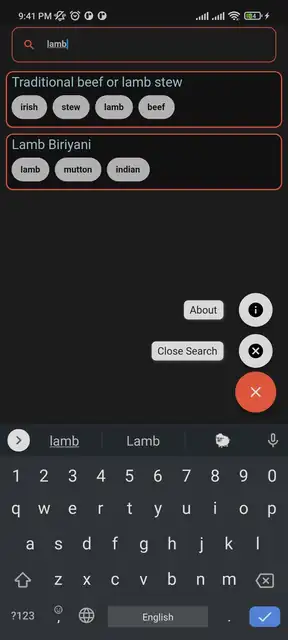 9:41 PM
lamb
Traditional beef or lamb stew
irish stew lamb beef
Lamb Biriyani
lamb mutton indian
About
Close Search
lamb Lamb
1 2 3 4 5 6 7 8 9 0
q w e r t y u i o p
a s d f g h j k l
z x c v b n m
?123 , English .